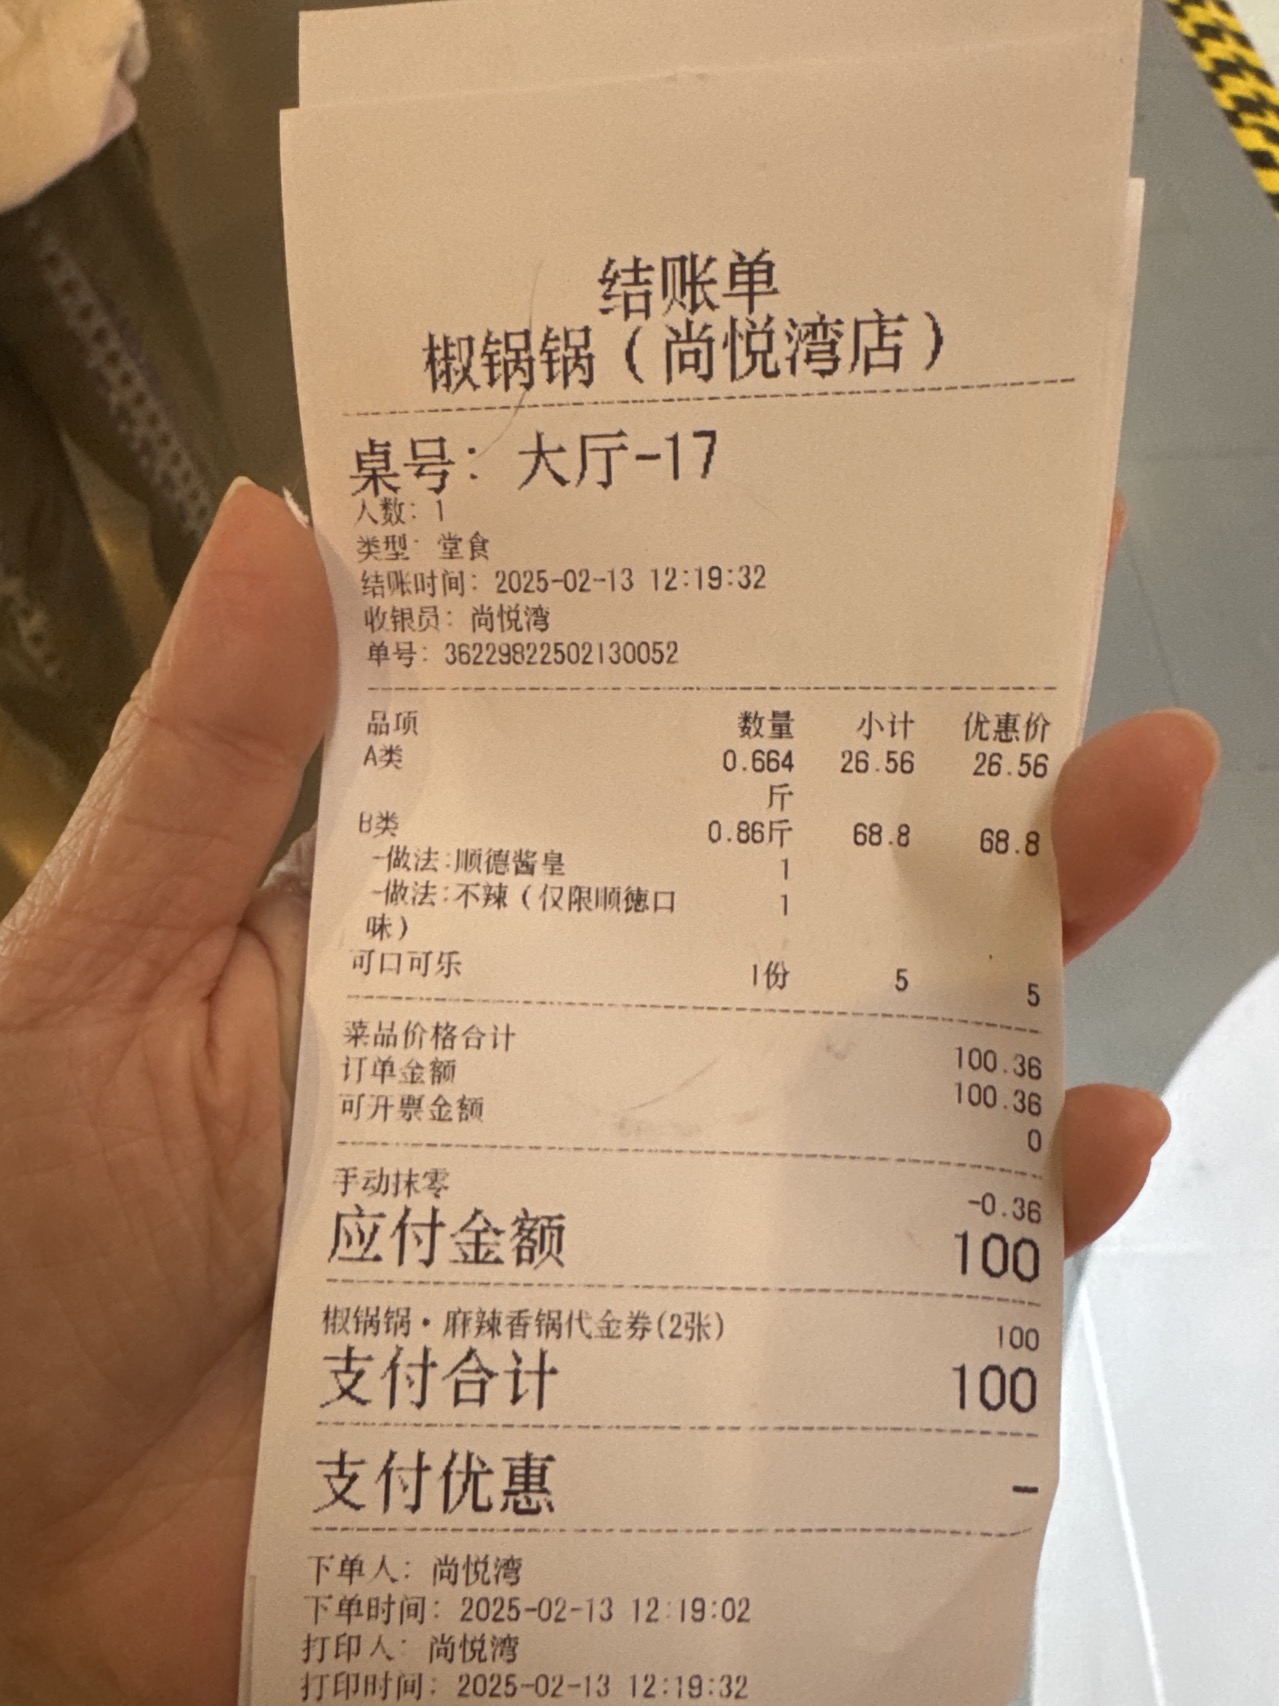 结账单
椒锅锅（尚悦湾店）
桌号：大厅-17
人数：1
类型：堂食
结账时间：2025-02-13 12:19:32
收银员：尚悦湾
单号：36229822502130052
品项 数量 小计 优惠价
A类 0.664 26.56 26.56
斤
B类 0.86斤 68.8 68.8
-做法:顺德酱皇 1
-做法:不辣（仅限顺德口 1
味）
可口可乐 1份 5 5
菜品价格合计 100.36
订单金额 100.36
可开票金额 0
手动抹零 -0.36
应付金额 100
椒锅锅·麻辣香锅代金券(2张) 100
支付合计 100
支付优惠 -
下单人：尚悦湾
下单时间：2025-02-13 12:19:02
打印人：尚悦湾
打印时间：2025-02-13 12:19:32